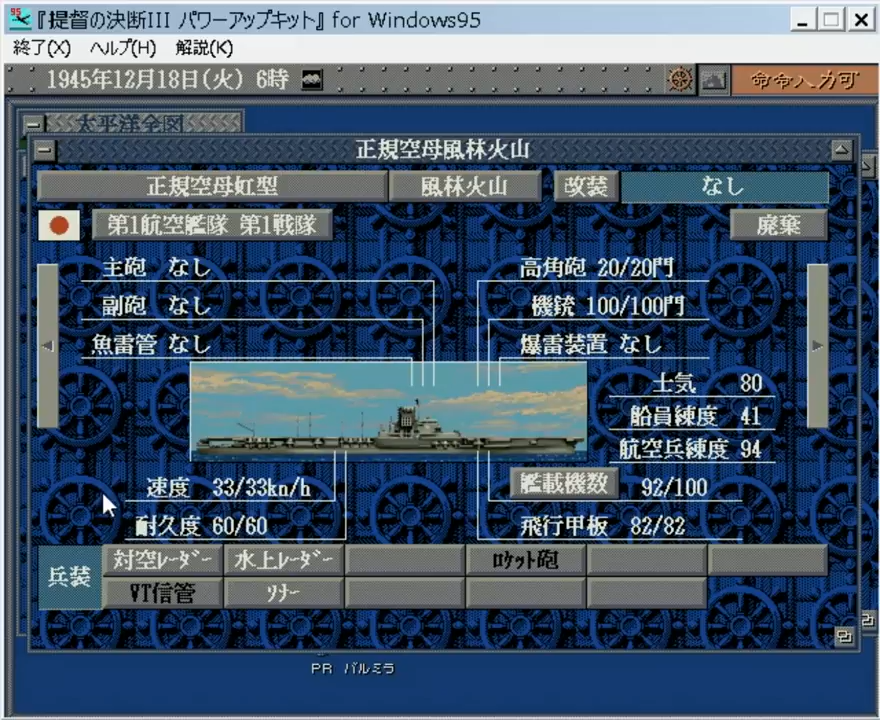 『提督の決断III パワーアップキット』 for Windows95
終了(X) ヘルプ(H) 解説(K)
1945年12月18日(火) 6時 命令入力可
太平洋全図
正規空母風林火山
正規空母虹型 風林火山 改装 なし
第1航空艦隊 第1戦隊 廃棄
主砲 なし 高角砲 20/20門
副砲 なし 機銃 100/100門
魚雷管 なし 爆雷装置 なし
士気 80
船員練度 41
航空兵練度 94
速度 33/33kn/h 艦載機数 92/100
耐久度 60/60 飛行甲板 82/82
兵装 対空レーダー 水上レーダー ロケット砲
VT信管 ソナー
PR パルミラ